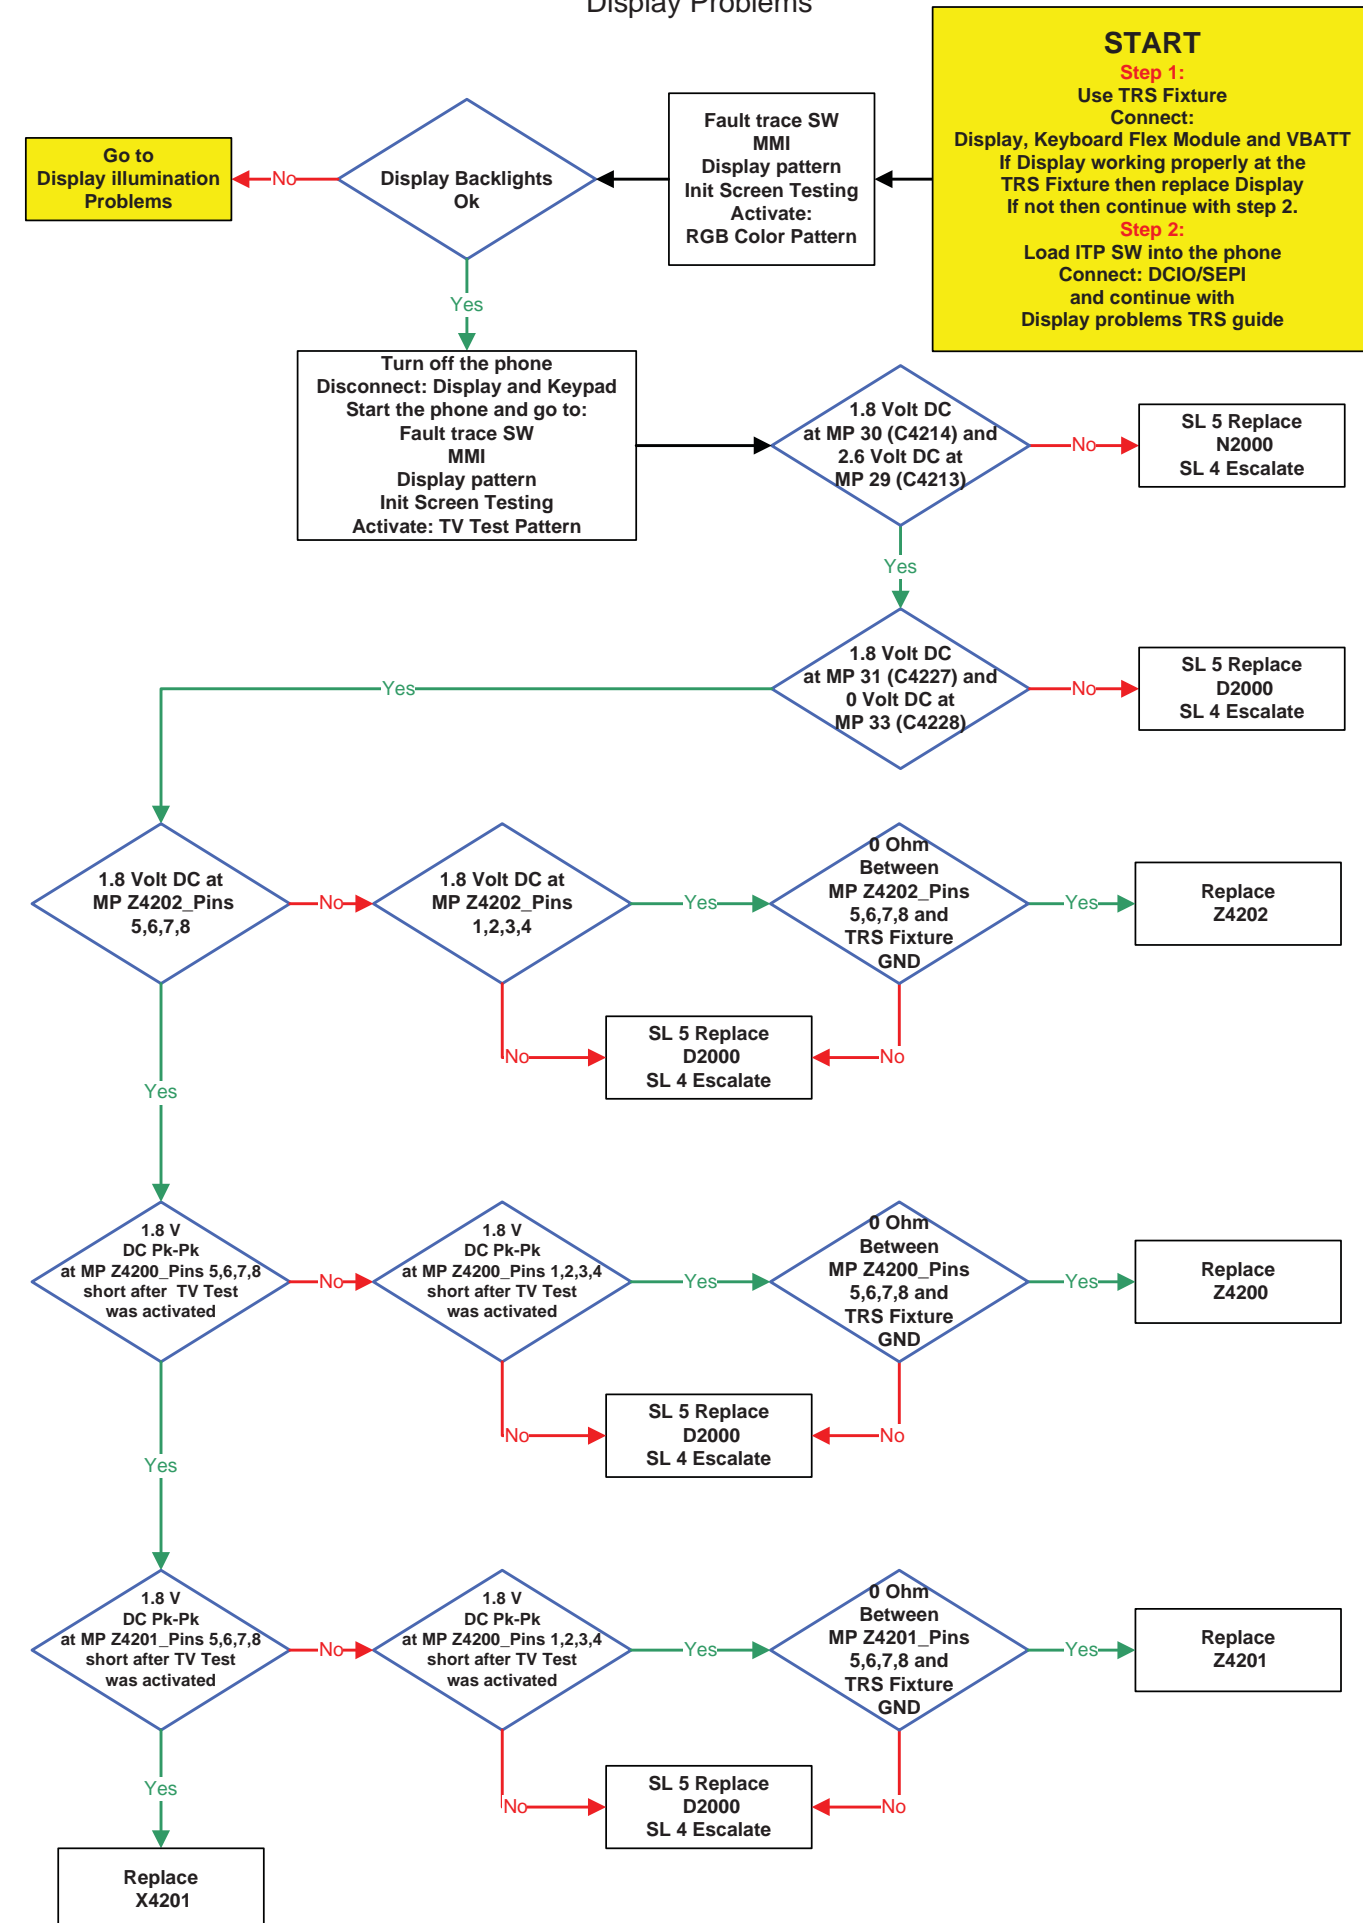 Display Problems
START
Step 1:
Use TRS Fixture
Connect:
Display, Keyboard Flex Module and VBATT
If Display working properly at the
TRS Fixture then replace Display
If not then continue with step 2.
Step 2:
Load ITP SW into the phone
Connect: DCIO/SEPI
and continue with
Display problems TRS guide
Fault trace SW
MMI
Display pattern
Init Screen Testing
Activate:
RGB Color Pattern
Display Backlights
Ok
No
Go to
Display illumination
Problems
Yes
Turn off the phone
Disconnect: Display and Keypad
Start the phone and go to:
Fault trace SW
MMI
Display pattern
Init Screen Testing
Activate: TV Test Pattern
1.8 Volt DC
at MP 30 (C4214) and
2.6 Volt DC at
MP 29 (C4213)
No
SL 5 Replace
N2000
SL 4 Escalate
Yes
1.8 Volt DC
at MP 31 (C4227) and
0 Volt DC at
MP 33 (C4228)
No
SL 5 Replace
D2000
SL 4 Escalate
Yes
1.8 Volt DC at
MP Z4202_Pins
5,6,7,8
No
1.8 Volt DC at
MP Z4202_Pins
1,2,3,4
Yes
0 Ohm
Between
MP Z4202_Pins
5,6,7,8 and
TRS Fixture
GND
Yes
Replace
Z4202
No
SL 5 Replace
D2000
SL 4 Escalate
No
Yes
1.8 V
DC Pk-Pk
at MP Z4200_Pins 5,6,7,8
short after TV Test
was activated
No
1.8 V
DC Pk-Pk
at MP Z4200_Pins 1,2,3,4
short after TV Test
was activated
Yes
0 Ohm
Between
MP Z4200_Pins
5,6,7,8 and
TRS Fixture
GND
Yes
Replace
Z4200
No
SL 5 Replace
D2000
SL 4 Escalate
No
Yes
1.8 V
DC Pk-Pk
at MP Z4201_Pins 5,6,7,8
short after TV Test
was activated
No
1.8 V
DC Pk-Pk
at MP Z4200_Pins 1,2,3,4
short after TV Test
was activated
Yes
0 Ohm
Between
MP Z4201_Pins
5,6,7,8 and
TRS Fixture
GND
Yes
Replace
Z4201
No
SL 5 Replace
D2000
SL 4 Escalate
No
Yes
Replace
X4201